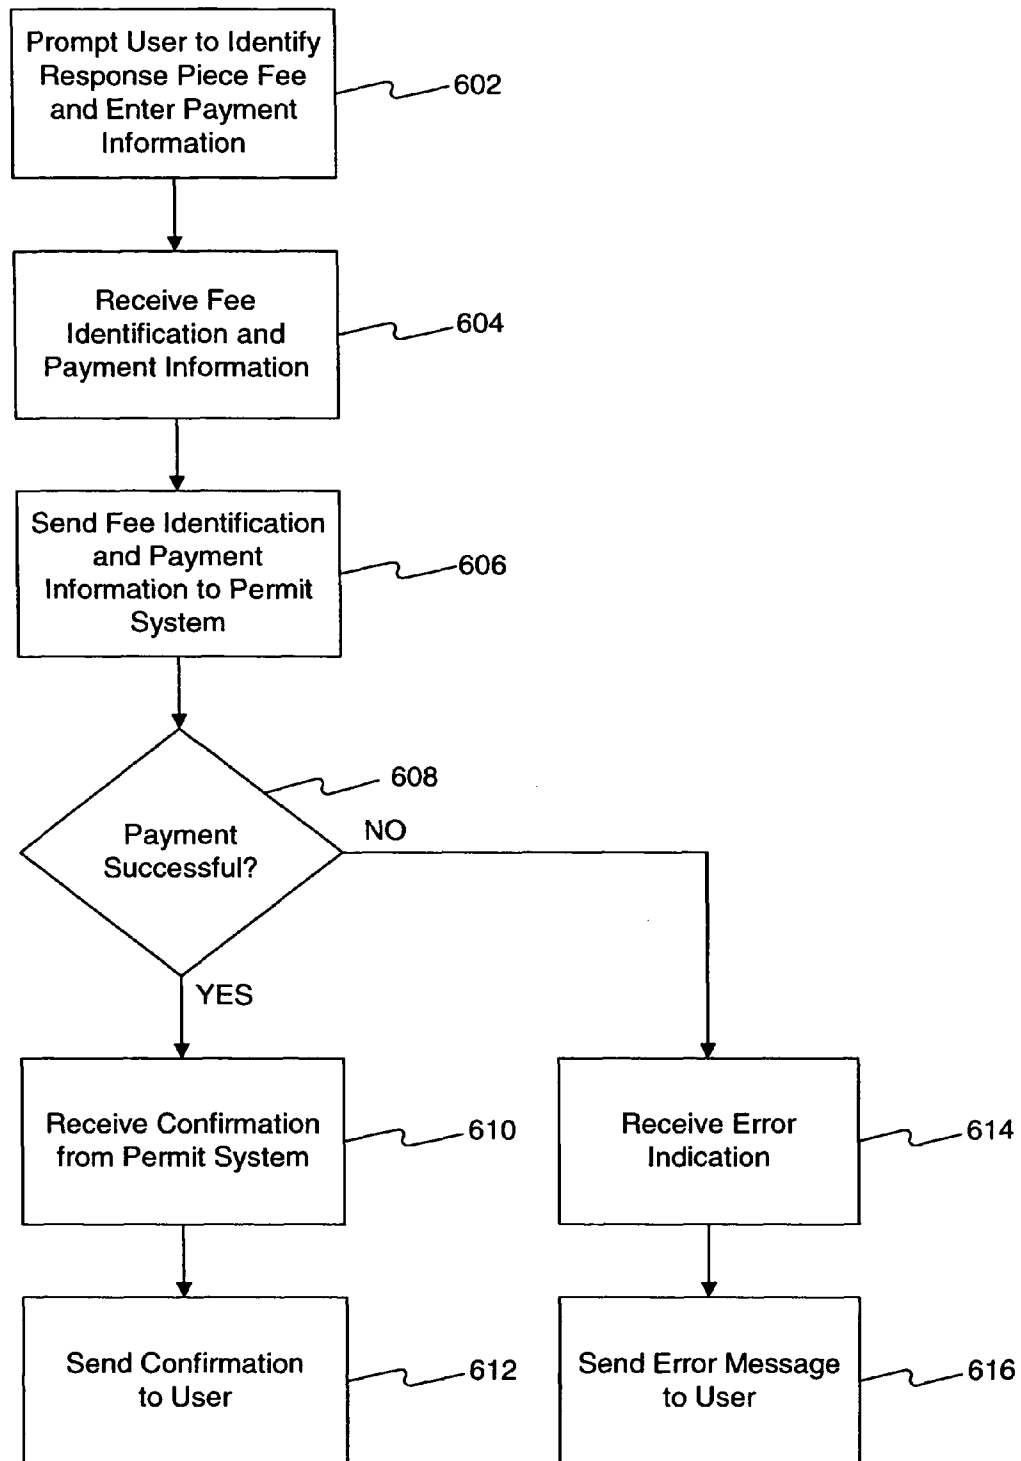 Prompt User to Identify
Response Piece Fee
and Enter Payment
Information
602
Receive Fee
Identification and
Payment Information
604
Send Fee Identification
and Payment
Information to Permit
System
606
608
Payment
Successful?
NO
YES
Receive Confirmation
from Permit System
610
Receive Error
Indication
614
Send Confirmation
to User
612
Send Error Message
to User
616